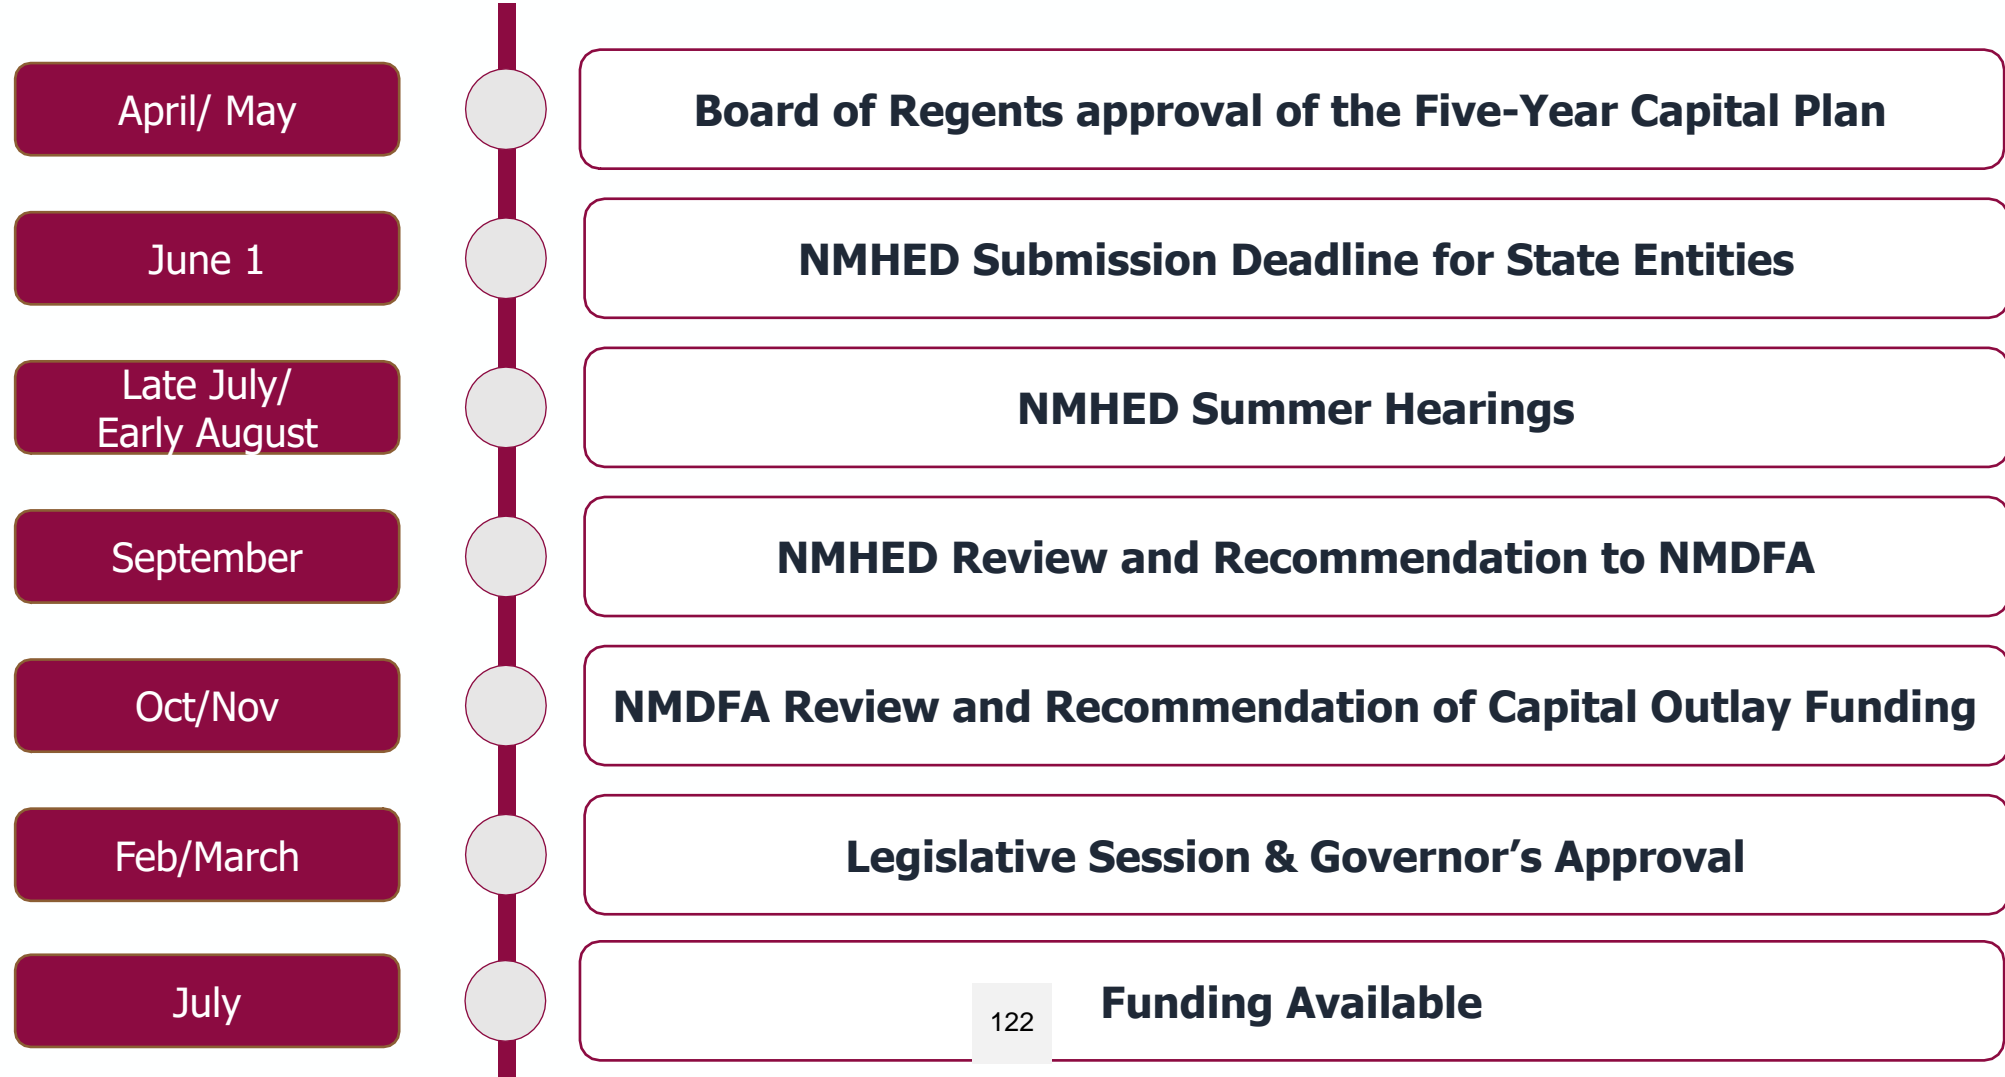 April/ May
Board of Regents approval of the Five-Year Capital Plan
June 1
NMHED Submission Deadline for State Entities
Late July/
Early August
NMHED Summer Hearings
September
NMHED Review and Recommendation to NMDFA
Oct/Nov
NMDFA Review and Recommendation of Capital Outlay Funding
Feb/March
Legislative Session & Governor’s Approval
July
Funding Available
122